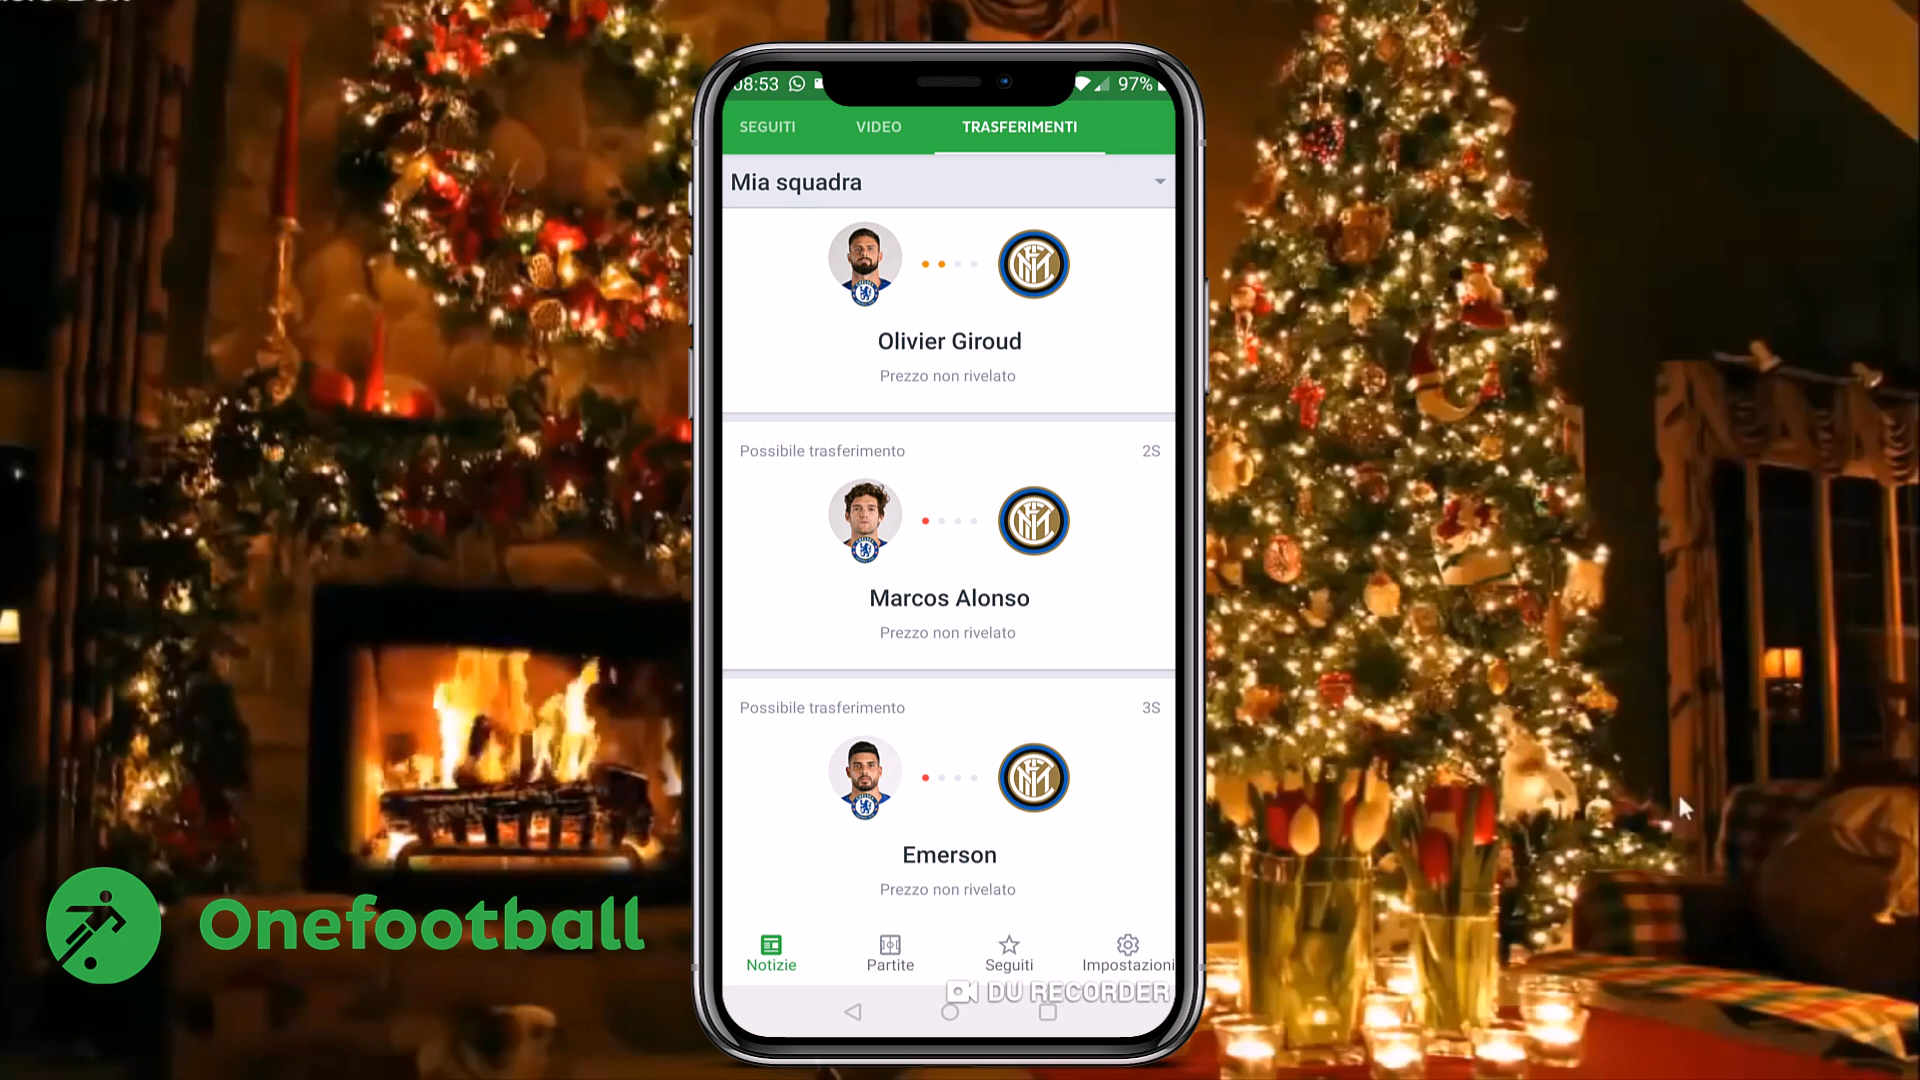 08:53
97%
SEGUITI VIDEO TRASFERIMENTI
Mia squadra
Olivier Giroud
Prezzo non rivelato
Possibile trasferimento 2S
Marcos Alonso
Prezzo non rivelato
Possibile trasferimento 3S
Emerson
Prezzo non rivelato
Notizie Partite Seguiti Impostazioni
DU RECORDER
Onefootball